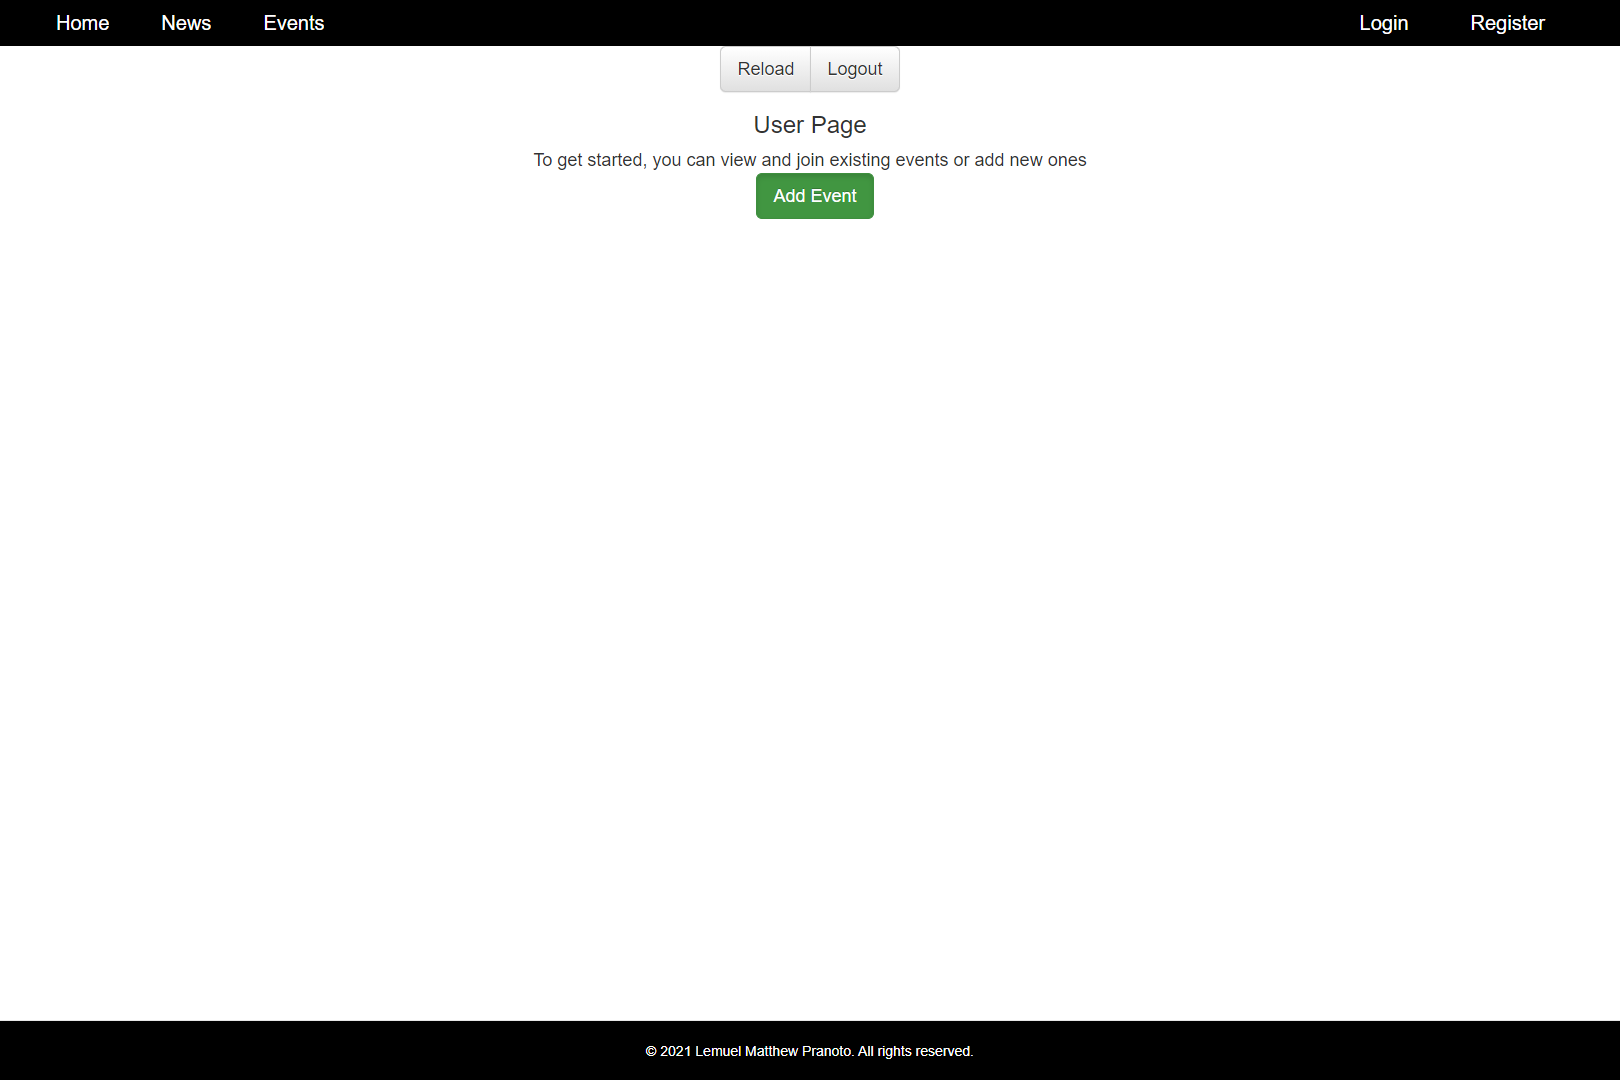 Home News Events Login Register
Reload Logout
User Page
To get started, you can view and join existing events or add new ones
Add Event
© 2021 Lemuel Matthew Pranoto. All rights reserved.